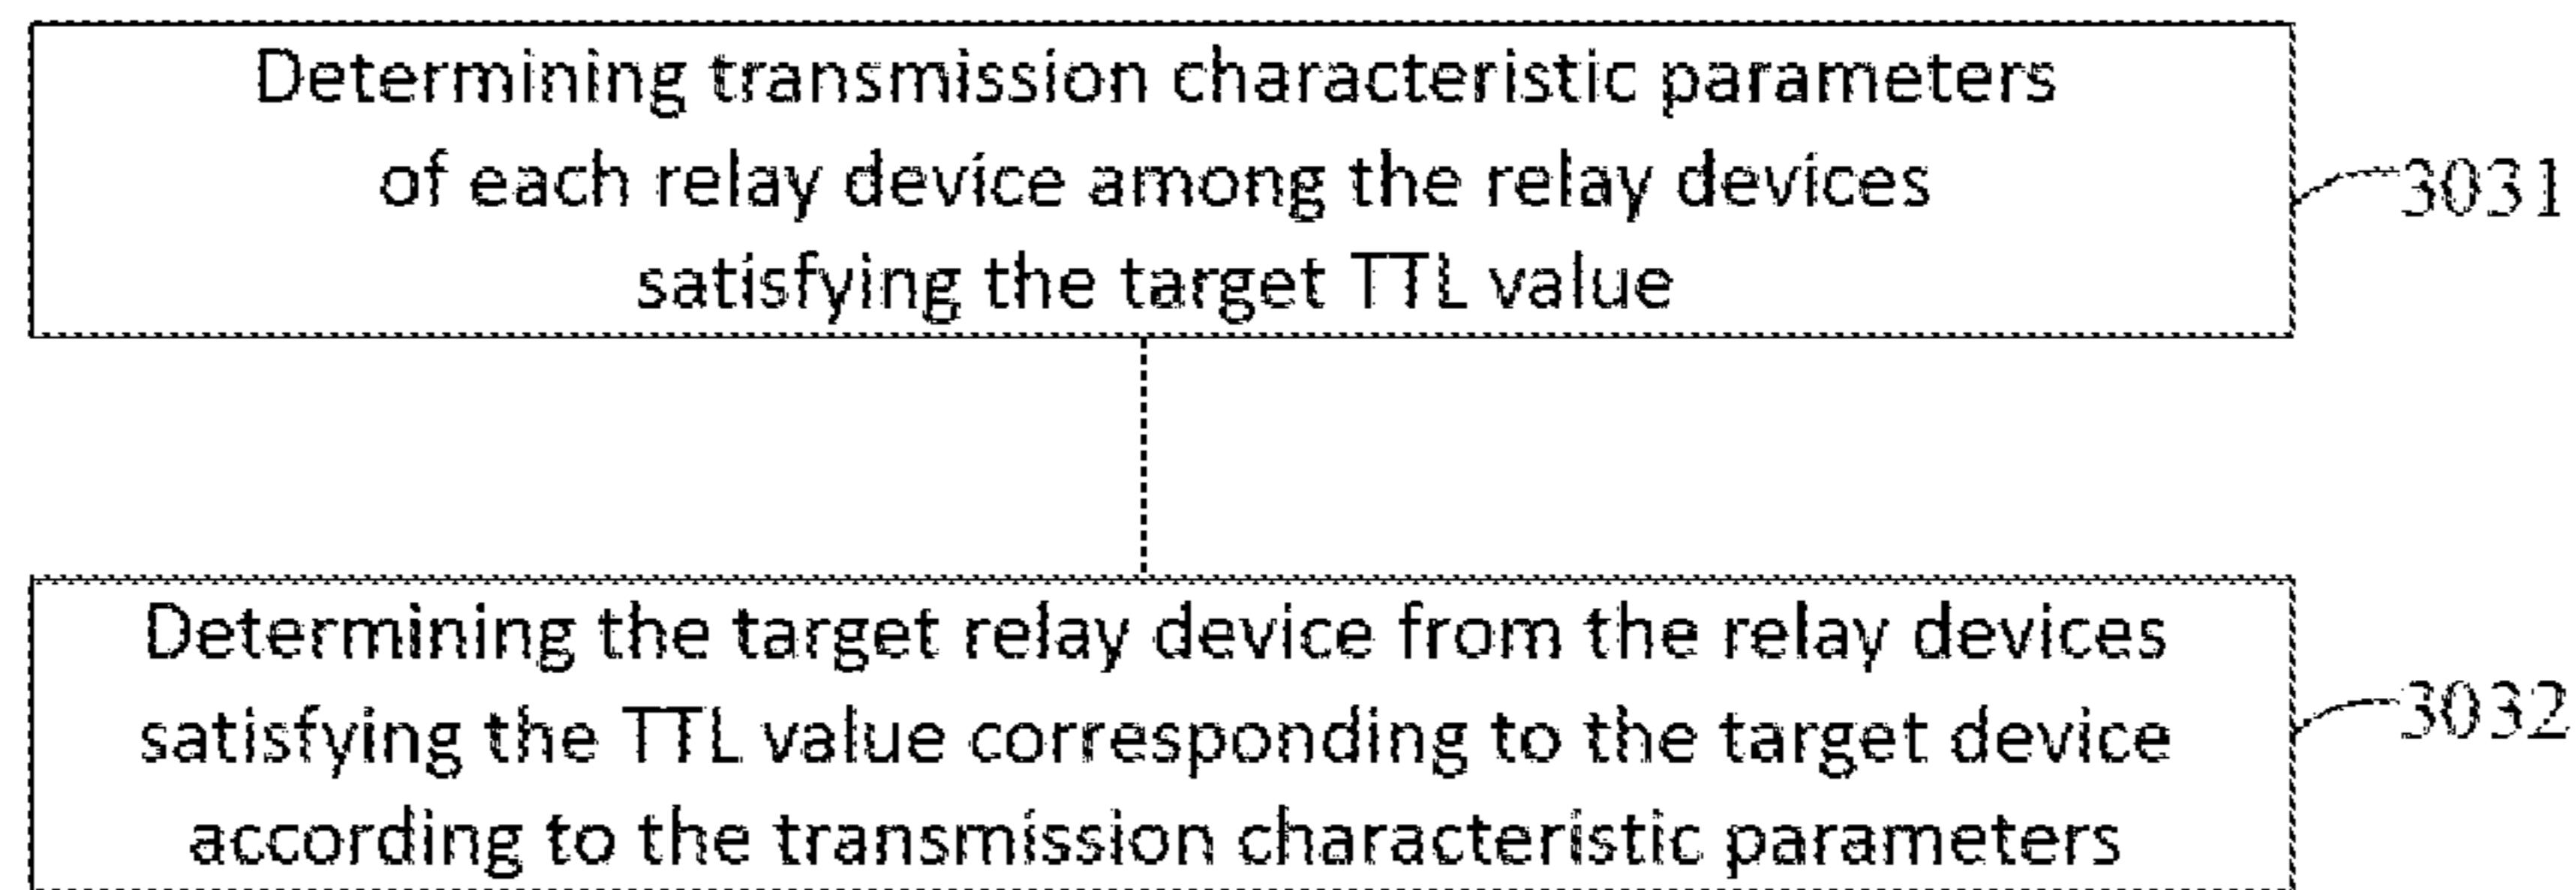 Determining transmission characteristic parameters
of each relay device among the relay devices
satisfying the target TTL value
3031
Determining the target relay device from the relay devices
satisfying the TTL value corresponding to the target device
according to the transmission characteristic parameters
3032